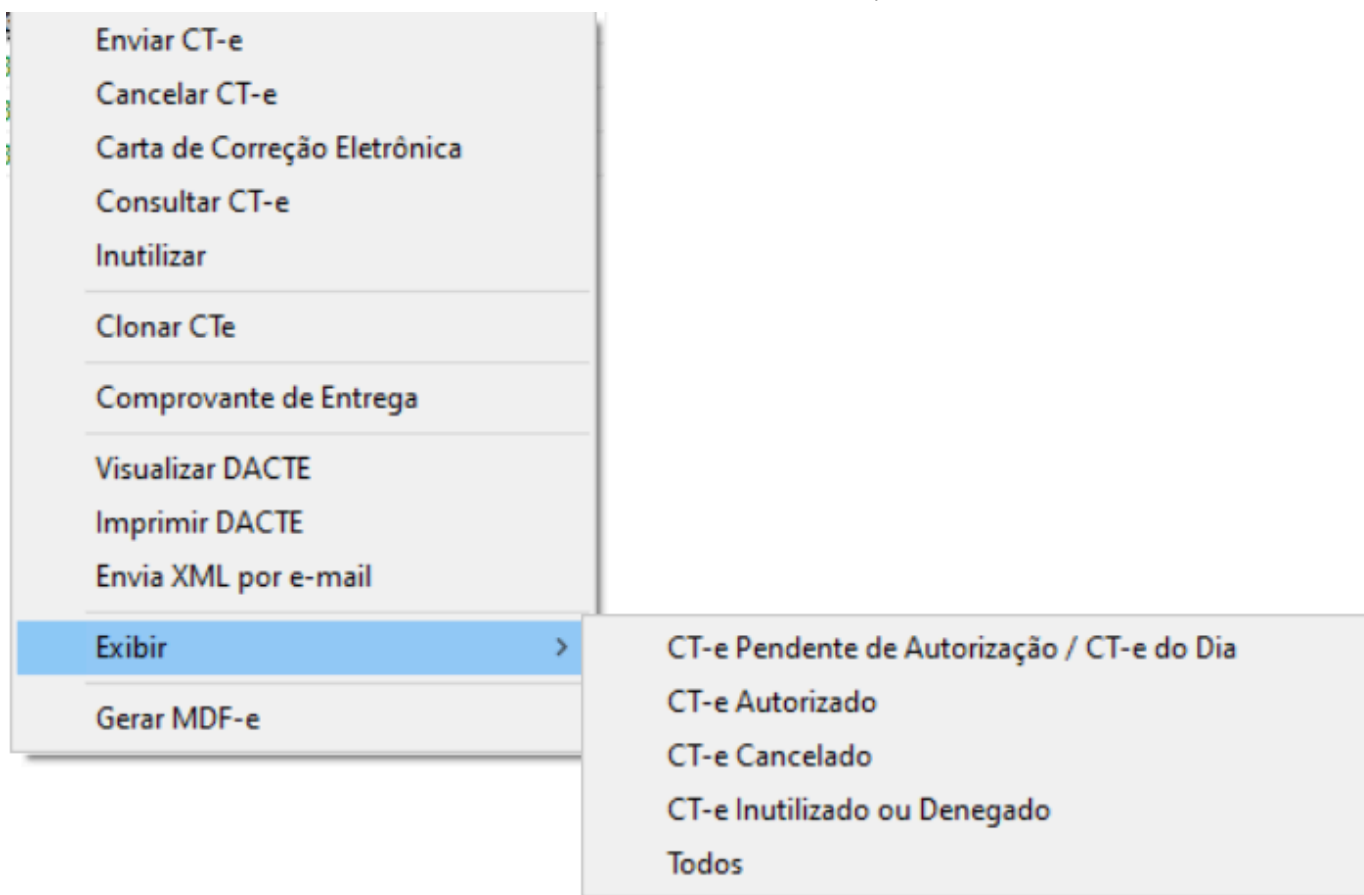 Enviar CT-e
Cancelar CT-e
Carta de Correção Eletrônica
Consultar CT-e
Inutilizar
Clonar CTe
Comprovante de Entrega
Visualizar DACTE
Imprimir DACTE
Envia XML por e-mail
Exibir
Gerar MDF-e
CT-e Pendente de Autorização / CT-e do Dia
CT-e Autorizado
CT-e Cancelado
CT-e Inutilizado ou Denegado
Todos